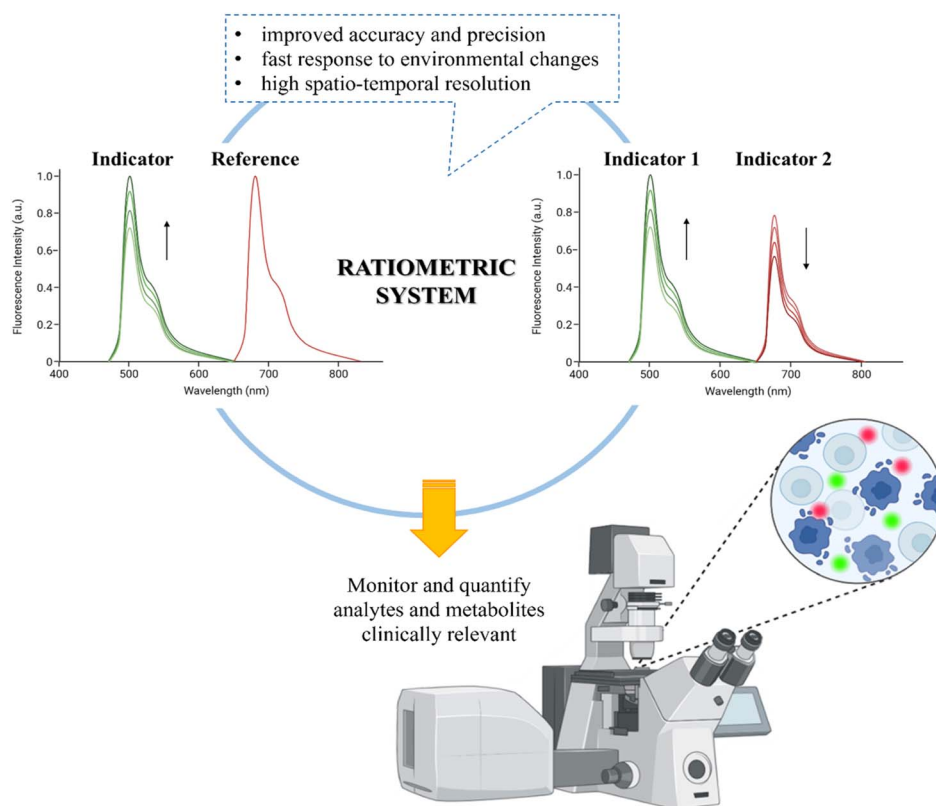 • improved accuracy and precision
• fast response to environmental changes
• high spatio-temporal resolution
Indicator
Reference
Fluorescence Intensity (a.u.)
1.0
0.8
0.6
0.4
0.2
0
400
500
600
700
800
Wavelength (nm)
RATIOMETRIC
SYSTEM
Indicator 1
Indicator 2
Fluorescence Intensity (a.u.)
1.0
0.8
0.6
0.4
0.2
0
400
500
600
700
800
Wavelength (nm)
Monitor and quantify
analytes and metabolites
clinically relevant